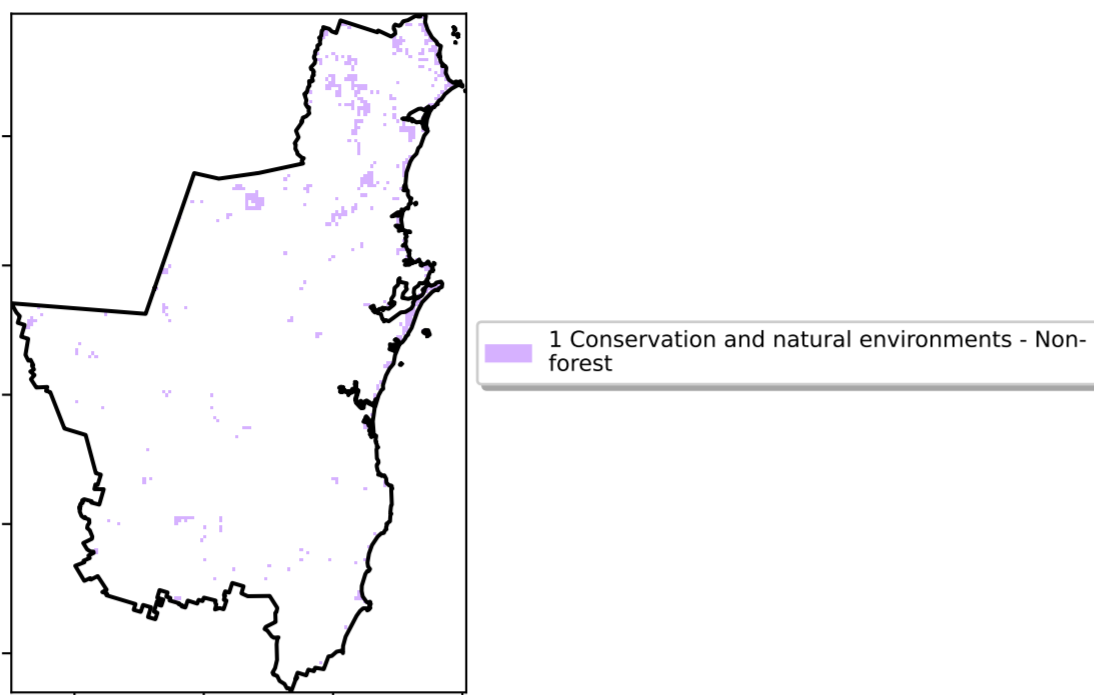 1 Conservation and natural environments - Non-
forest